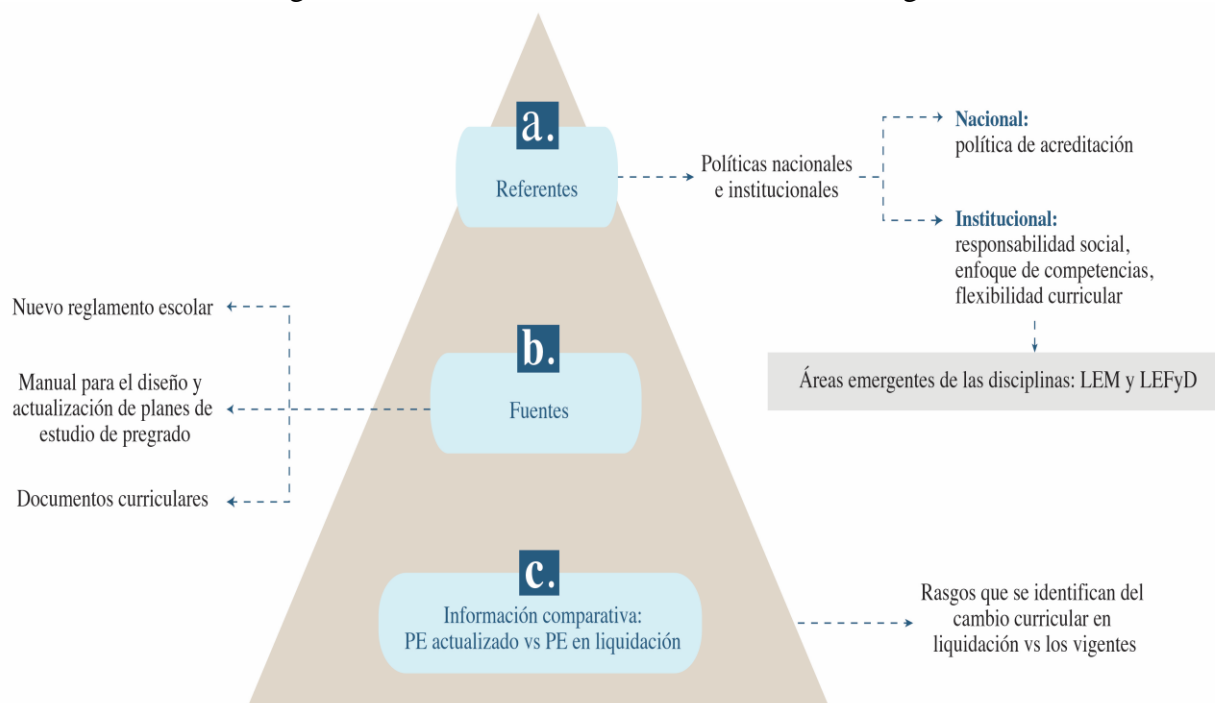 a.
Referentes
Políticas nacionales
e institucionales
Nacional:
política de acreditación
Institucional:
responsabilidad social,
enfoque de competencias,
flexibilidad curricular
Áreas emergentes de las disciplinas: LEM y LEFyD
b.
Fuentes
Nuevo reglamento escolar
Manual para el diseño y
actualización de planes de
estudio de pregrado
Documentos curriculares
c.
Información comparativa:
PE actualizado vs PE en liquidación
Rasgos que se identifican del
cambio curricular en
liquidación vs los vigentes